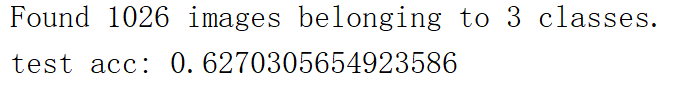 Found 1026 images belonging to 3 classes.
test acc: 0.6270305654923586